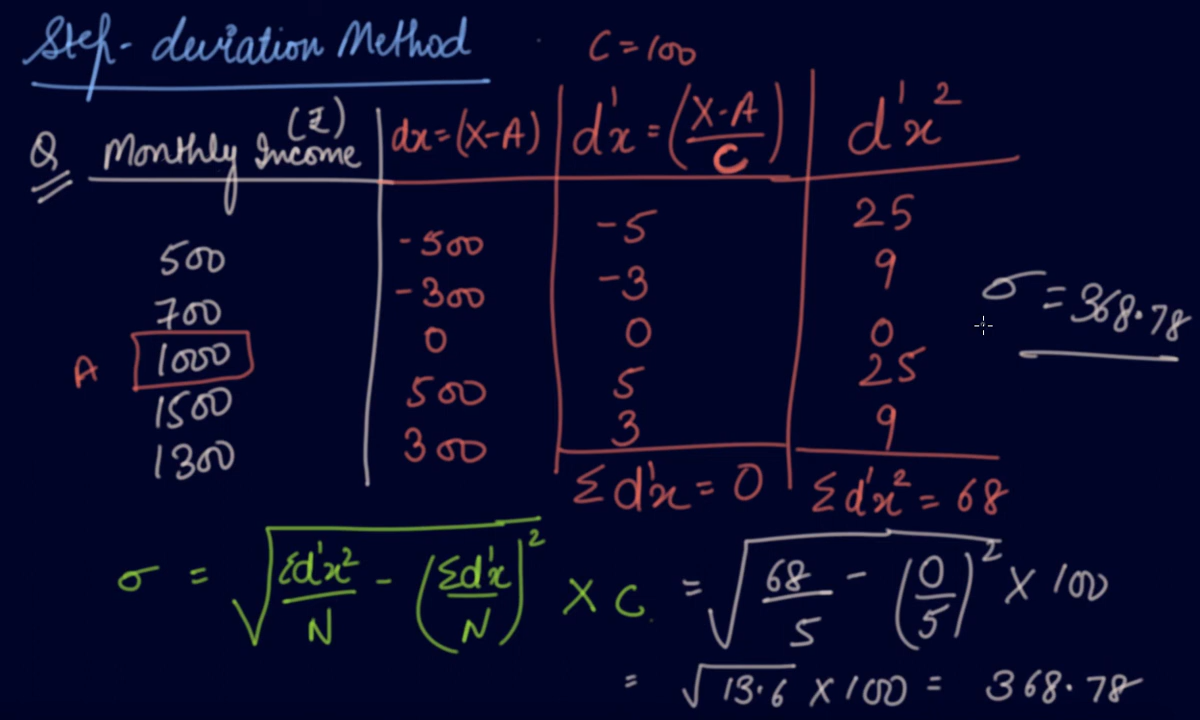 Step-deviation Method
C = 100
Q Monthly Income (₹) dx = (X-A) d'x = (X-A/C) d'x²
500 -500 -5 25
700 -300 -3 9
A 1000 0 0 0
1500 500 5 25
1300 300 3 9
σ = 368.78
Σd'x = 0 Σd'x² = 68
σ = √(Σd'x²/N - (Σd'x/N)²) × C = √(68/5 - (0/5)²) × 100
= √13.6 × 100 = 368.78